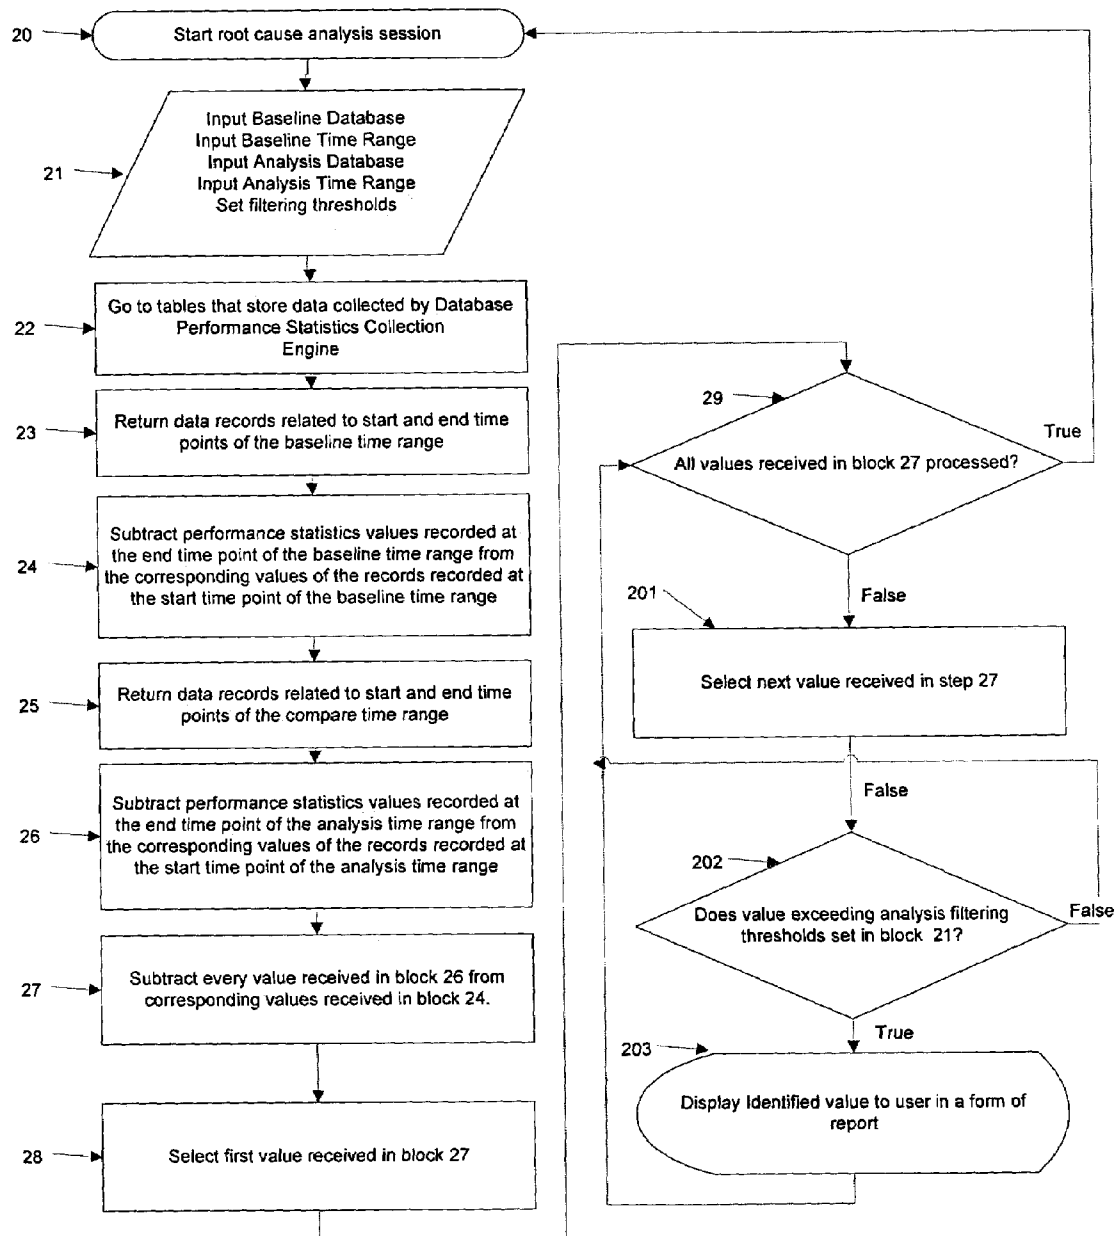 20
Start root cause analysis session
21
Input Baseline Database
Input Baseline Time Range
Input Analysis Database
Input Analysis Time Range
Set filtering thresholds
22
Go to tables that store data collected by Database
Performance Statistics Collection
Engine
23
Return data records related to start and end time
points of the baseline time range
24
Subtract performance statistics values recorded at
the end time point of the baseline time range from
the corresponding values of the records recorded at
the start time point of the baseline time range
25
Return data records related to start and end time
points of the compare time range
26
Subtract performance statistics values recorded at
the end time point of the analysis time range from
the corresponding values of the records recorded at
the start time point of the analysis time range
27
Subtract every value received in block 26 from
corresponding values received in block 24.
28
Select first value received in block 27
29
True
All values received in block 27 processed?
False
201
Select next value received in step 27
False
202
Does value exceeding analysis filtering
thresholds set in block 21?
False
True
203
Display Identified value to user in a form of
report